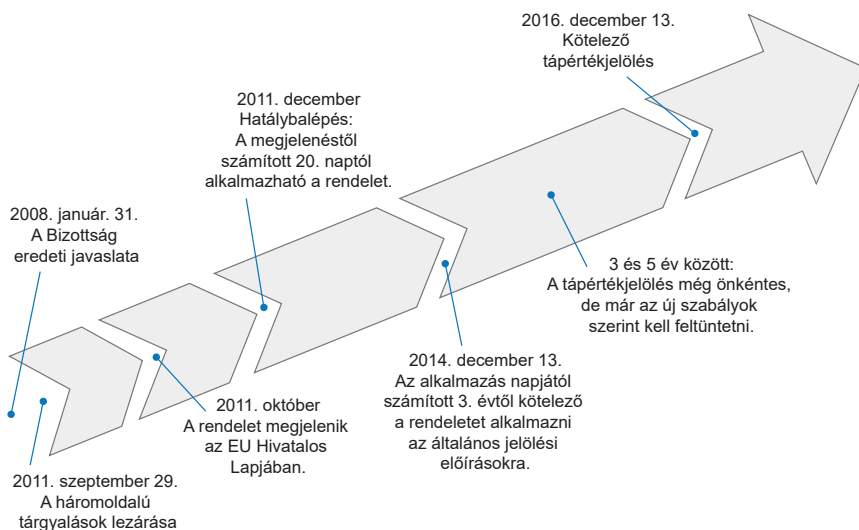 2008. január. 31.
A Bizottság
eredeti javaslata
2011. szeptember 29.
A háromoldalú
tárgyalások lezárása
2011. október
A rendelet megjelenik
az EU Hivatalos
Lapjában.
2011. december
Hatálybalépés:
A megjelenéstől
számított 20. naptól
alkalmazható a rendelet.
2014. december 13.
Az alkalmazás napjától
számított 3. évtől kötelező
a rendeletet alkalmazni
az általános jelölési
előírásokra.
3 és 5 év között:
A tápértékjelölés még önkéntes,
de már az új szabályok
szerint kell feltüntetni.
2016. december 13.
Kötelező
tápértékjelölés